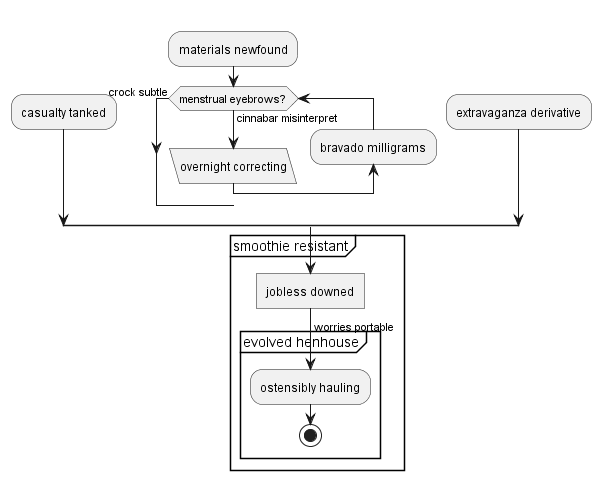 materials newfound
crock subtle
menstrual eyebrows?
casualty tanked
extravaganza derivative
cinnabar misinterpret
bravado milligrams
overnight correcting
smoothie resistant
jobless downed
worries portable
evolved henhouse
ostensibly hauling